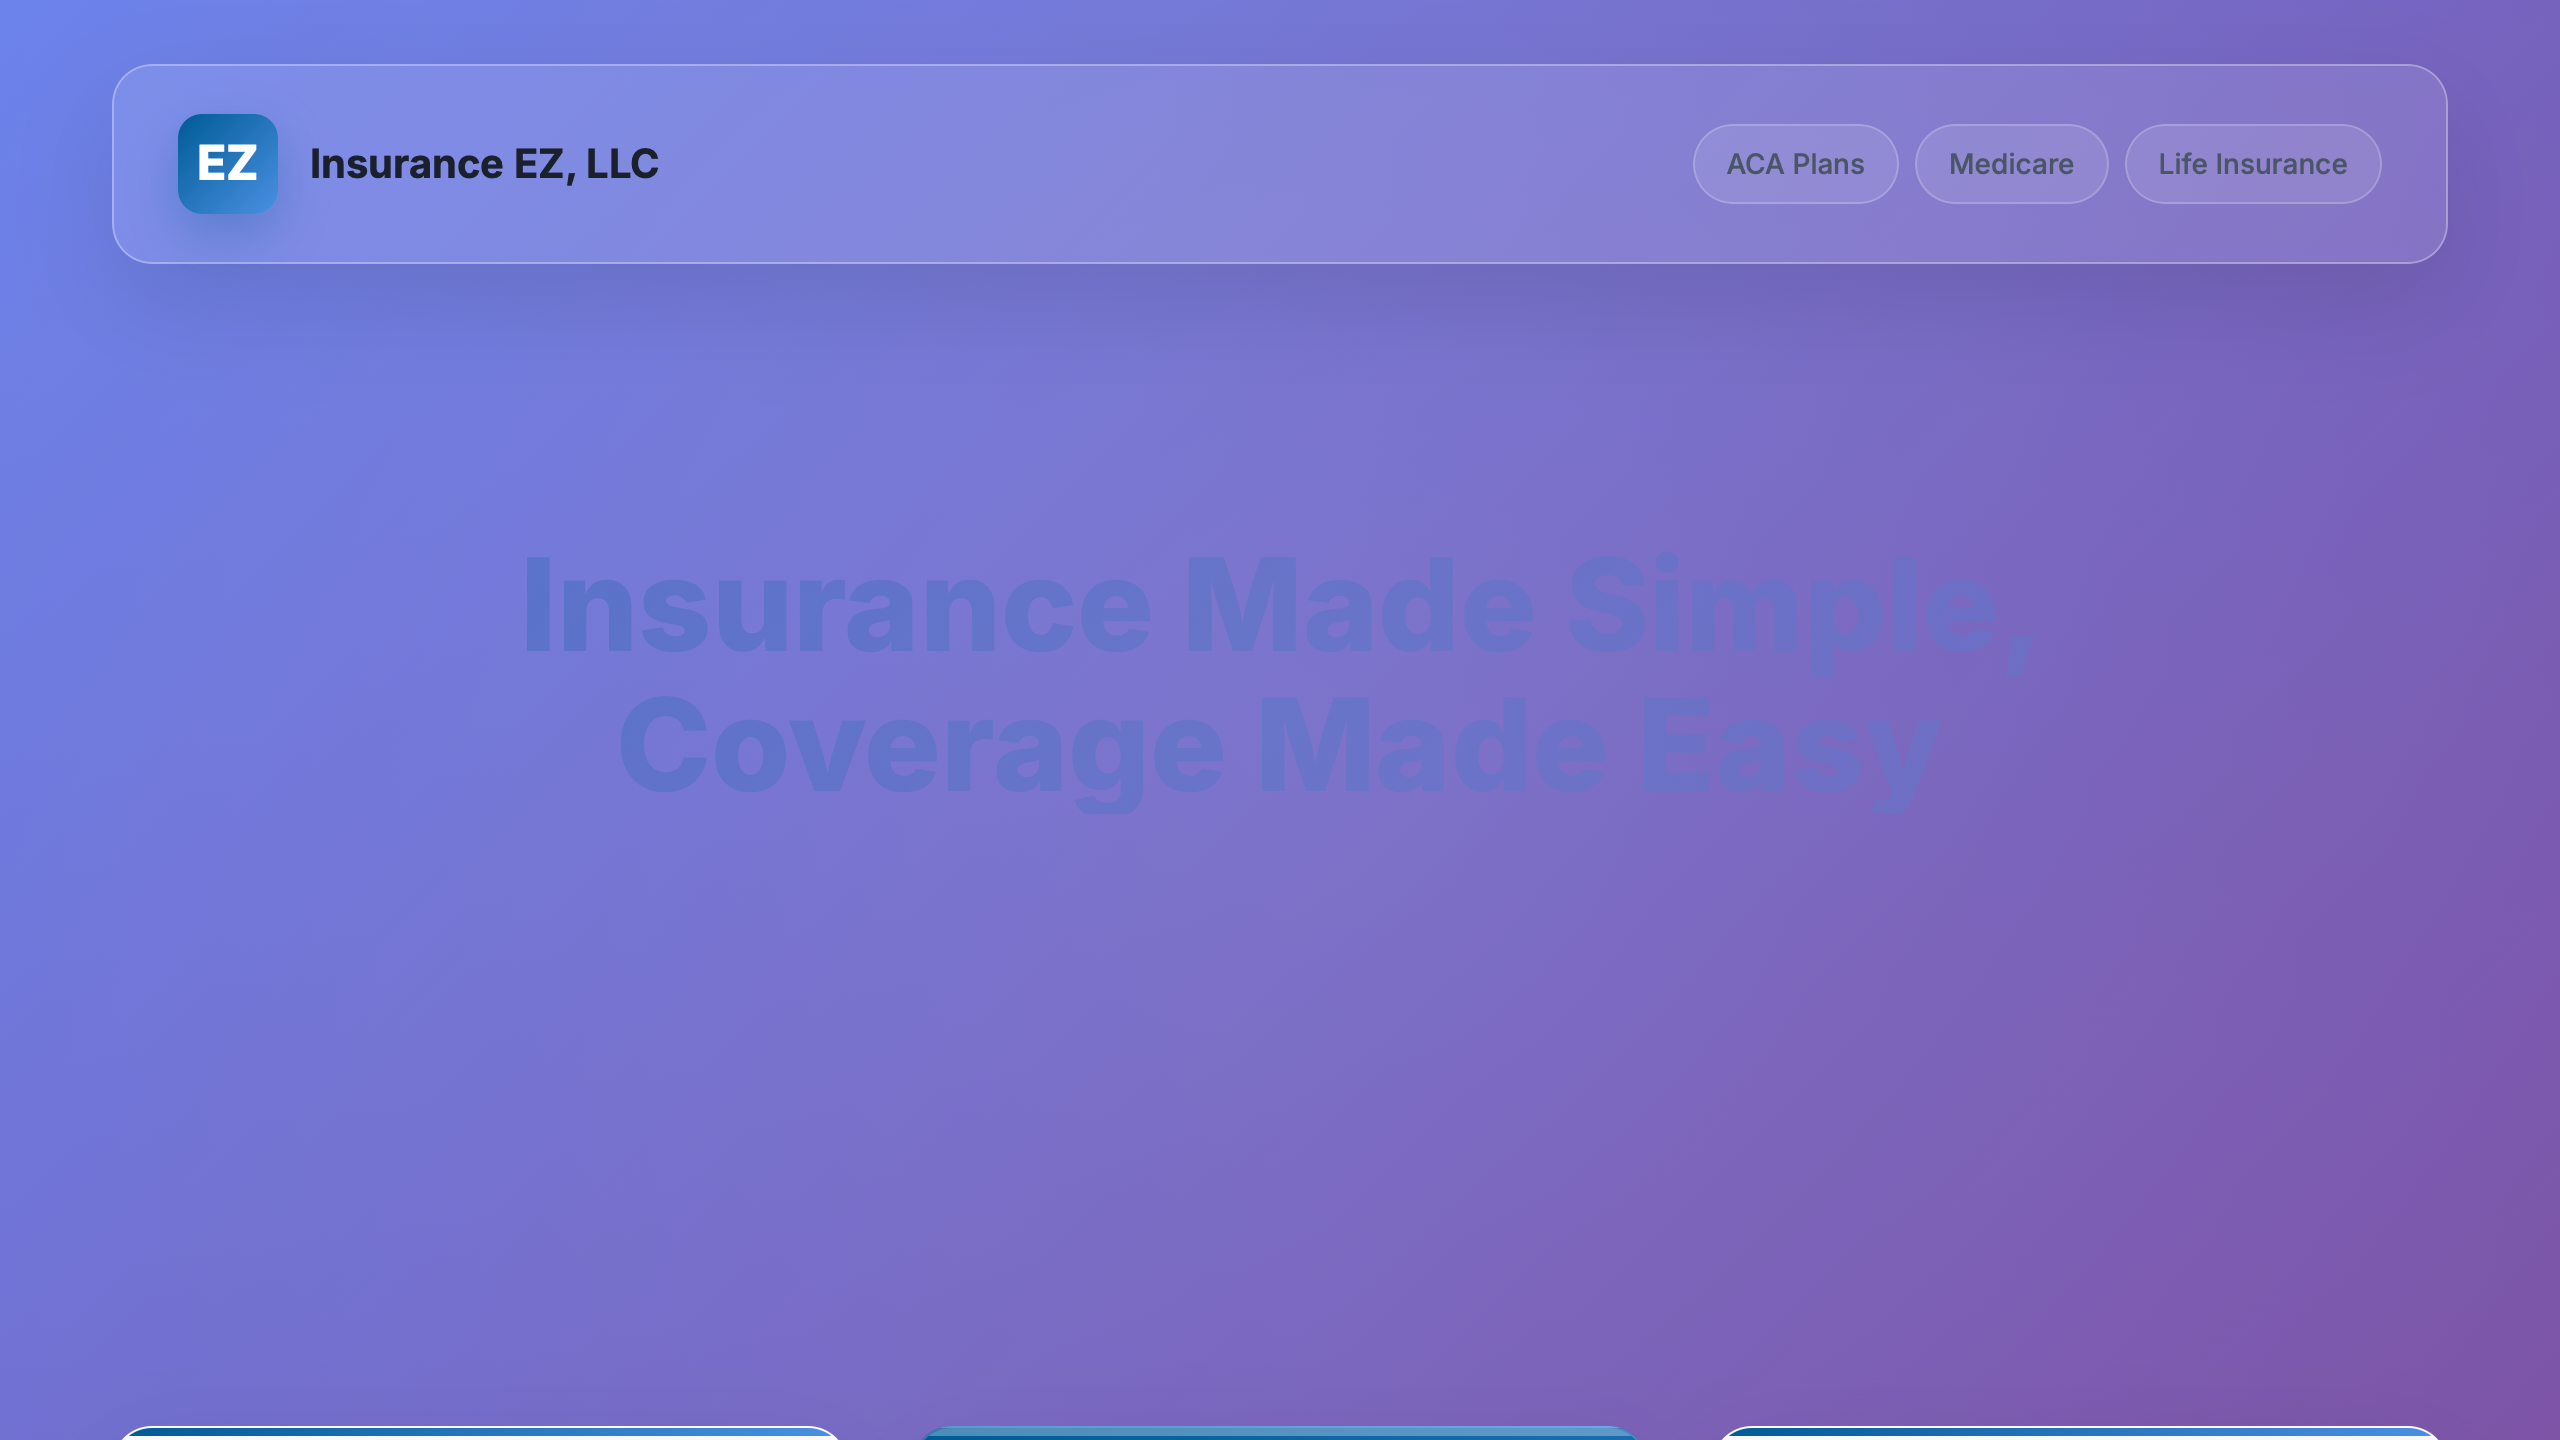 EZ
Insurance EZ, LLC
ACA Plans
Medicare
Life Insurance
Insurance Made Simple,
Coverage Made Easy